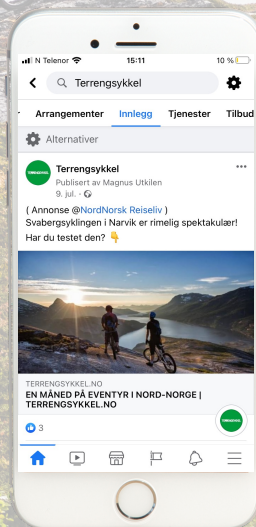 N Telenor 15:11 10 %
Terrengsykkel
Arrangementer Innlegg Tjenester Tilbud
Alternativer
Terrengsykkel
Publisert av Magnus Utkilen
9. jul.
( Annonse @NordNorsk Reiseliv )
Svabergsyklingen i Narvik er rimelig spektakulær!
Har du testet den? 👇
TERRENGSYKKEL.NO
EN MÅNED PÅ EVENTYR I NORD-NORGE |
TERRENGSYKKEL.NO
3